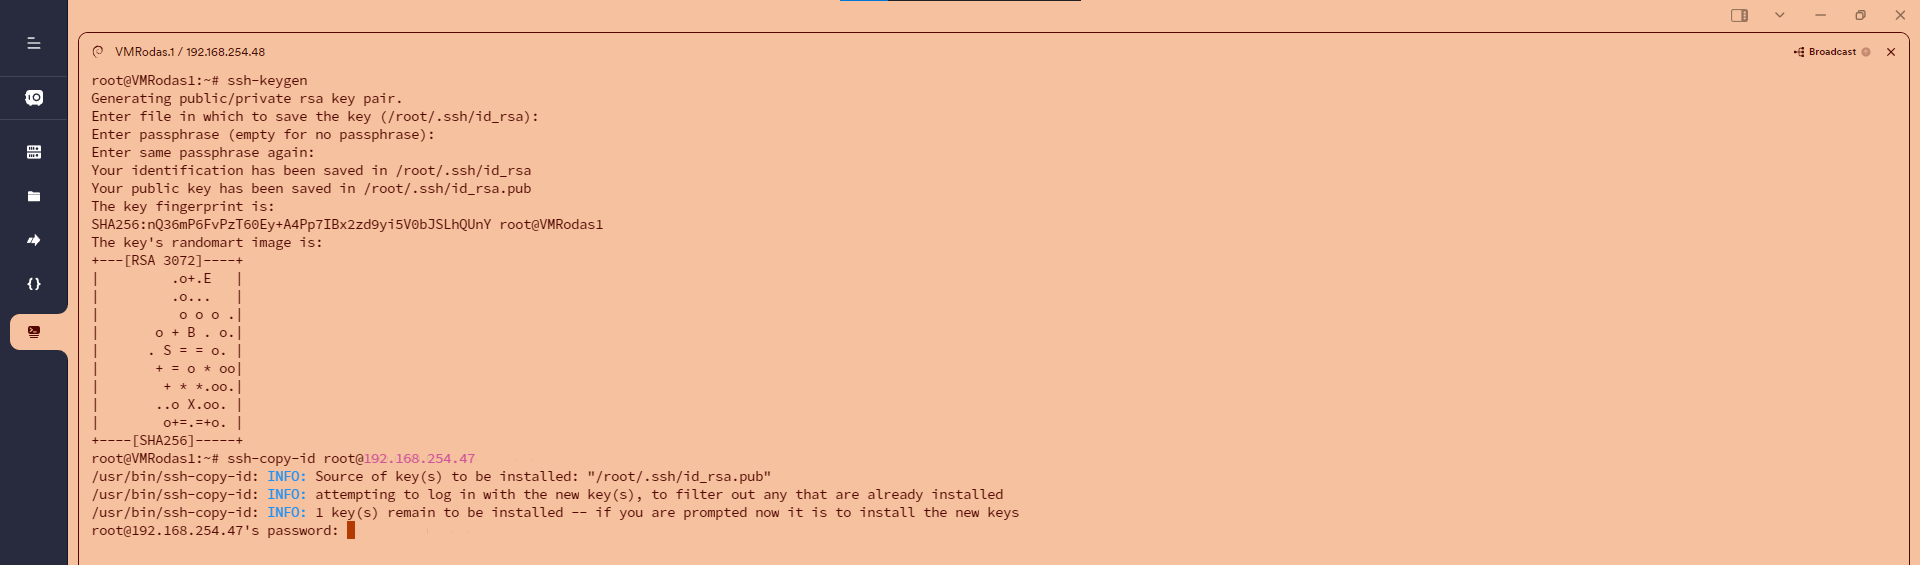 VMRodas.1 / 192.168.254.48
Broadcast
root@VMRodas1:~# ssh-keygen
Generating public/private rsa key pair.
Enter file in which to save the key (/root/.ssh/id_rsa):
Enter passphrase (empty for no passphrase):
Enter same passphrase again:
Your identification has been saved in /root/.ssh/id_rsa
Your public key has been saved in /root/.ssh/id_rsa.pub
The key fingerprint is:
SHA256:nQ36mP6FvPzT60Ey+A4Pp7IBx2zd9yi5V0bJSLhQUnY root@VMRodas1
The key's randomart image is:
+---[RSA 3072]----+
|         .o+.E   |
|         .o...   |
|          o o o .|
|       o + B . o.|
|      . S = = o. |
|       + = o * oo|
|        + * *.oo.|
|       ..o X.oo. |
|        o+=.=+o. |
+----[SHA256]-----+
root@VMRodas1:~# ssh-copy-id root@192.168.254.47
/usr/bin/ssh-copy-id: INFO: Source of key(s) to be installed: "/root/.ssh/id_rsa.pub"
/usr/bin/ssh-copy-id: INFO: attempting to log in with the new key(s), to filter out any that are already installed
/usr/bin/ssh-copy-id: INFO: 1 key(s) remain to be installed -- if you are prompted now it is to install the new keys
root@192.168.254.47's password: